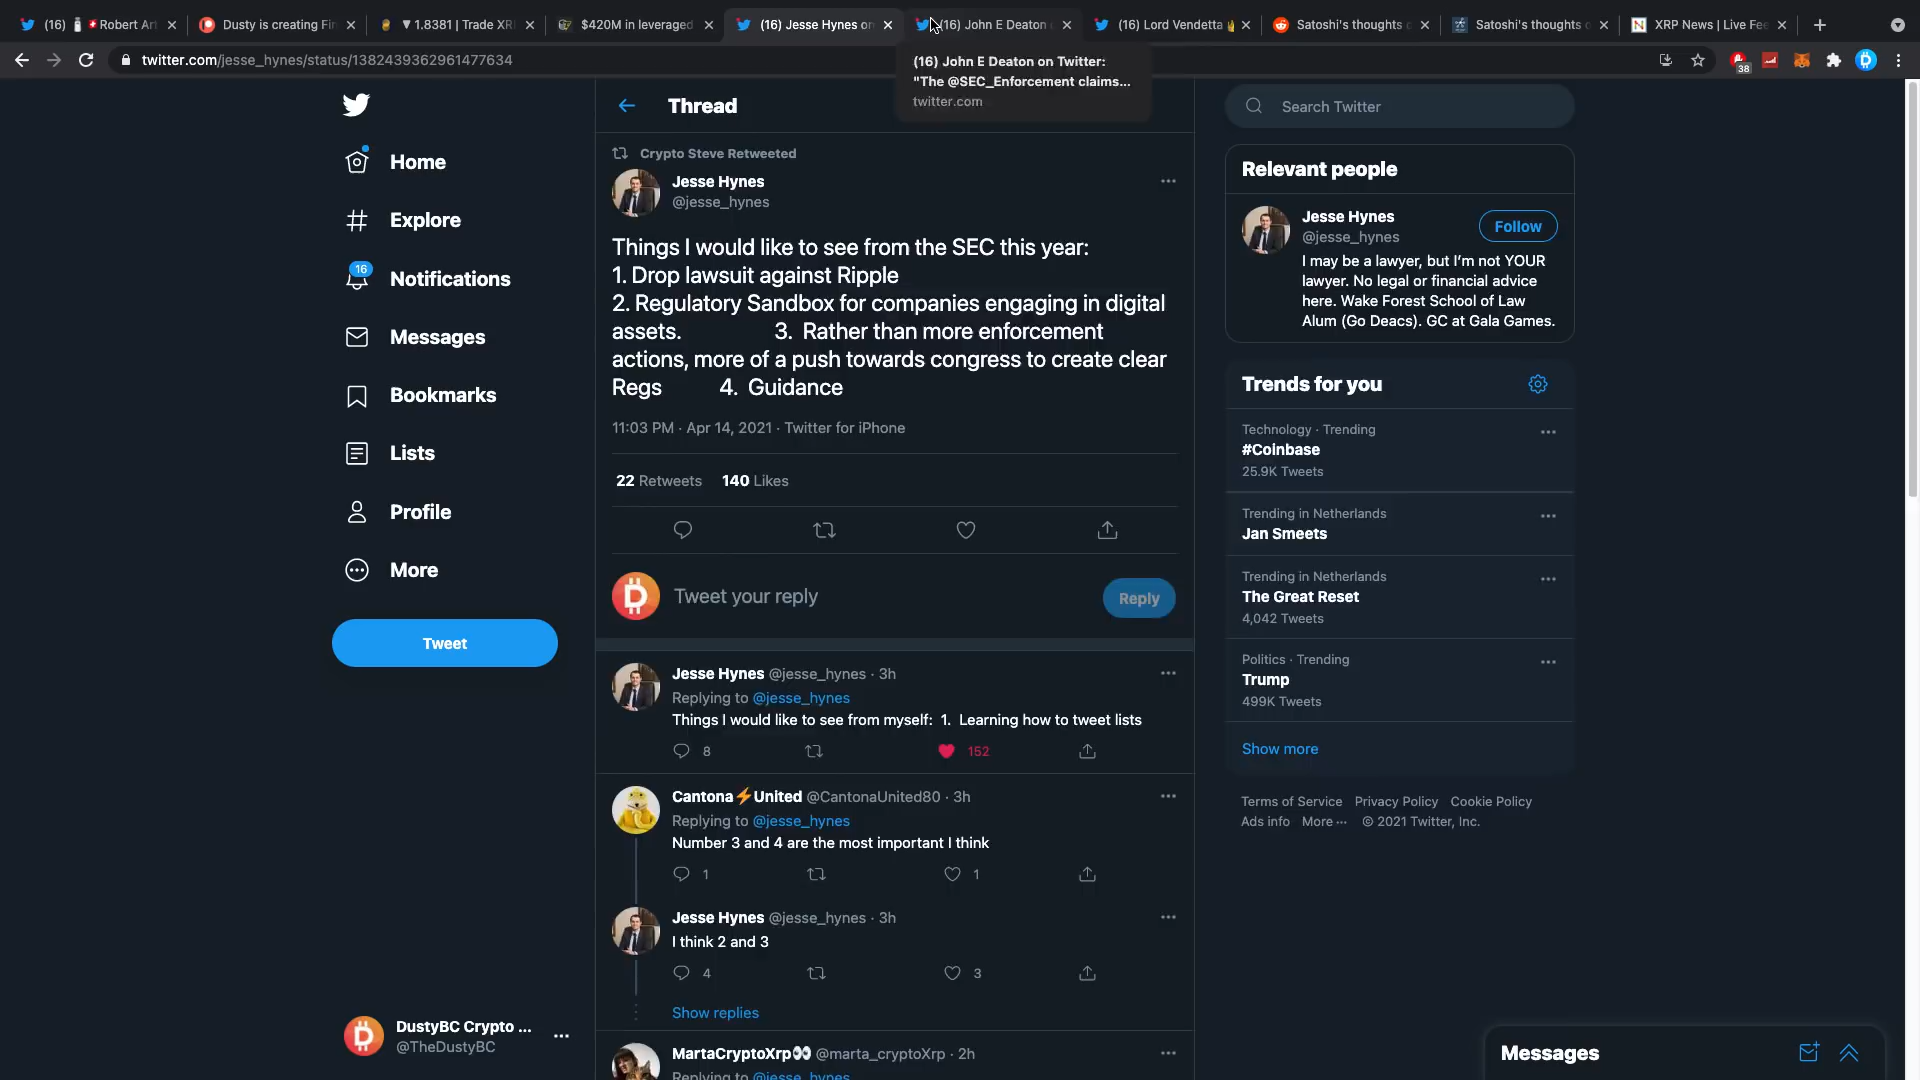 (16) 🕯 🇨🇭Robert Art
Dusty is creating Fin
▼1.8381 | Trade XR
$420M in leveraged
(16) Jesse Hynes on
(16) John E Deaton o
(16) Lord Vendetta
Satoshi's thoughts o
Satoshi's thoughts o
XRP News | Live Fee
twitter.com/jesse_hynes/status/1382439362961477634
38
(16) John E Deaton on Twitter:
"The @SEC_Enforcement claims...
twitter.com
Home
Explore
16
Notifications
Messages
Bookmarks
Lists
Profile
More
Tweet
DustyBC Crypto ...
@TheDustyBC
Thread
Crypto Steve Retweeted
Jesse Hynes
@jesse_hynes
Things I would like to see from the SEC this year:
1. Drop lawsuit against Ripple
2. Regulatory Sandbox for companies engaging in digital
assets. 3. Rather than more enforcement
actions, more of a push towards congress to create clear
Regs 4. Guidance
11:03 PM · Apr 14, 2021 · Twitter for iPhone
22 Retweets 140 Likes
Tweet your reply
Reply
Jesse Hynes @jesse_hynes · 3h
Replying to @jesse_hynes
Things I would like to see from myself: 1. Learning how to tweet lists
8 152
Cantona⚡United @CantonaUnited80 · 3h
Replying to @jesse_hynes
Number 3 and 4 are the most important I think
1 1
Jesse Hynes @jesse_hynes · 3h
I think 2 and 3
4 3
Show replies
MartaCryptoXrp👀 @marta_cryptoXrp · 2h
Replying to @jesse_hynes
Search Twitter
Relevant people
Jesse Hynes
@jesse_hynes
Follow
I may be a lawyer, but I'm not YOUR
lawyer. No legal or financial advice
here. Wake Forest School of Law
Alum (Go Deacs). GC at Gala Games.
Trends for you
Technology · Trending
#Coinbase
25.9K Tweets
Trending in Netherlands
Jan Smeets
Trending in Netherlands
The Great Reset
4,042 Tweets
Politics · Trending
Trump
499K Tweets
Show more
Terms of Service Privacy Policy Cookie Policy
Ads info More ··· © 2021 Twitter, Inc.
Messages